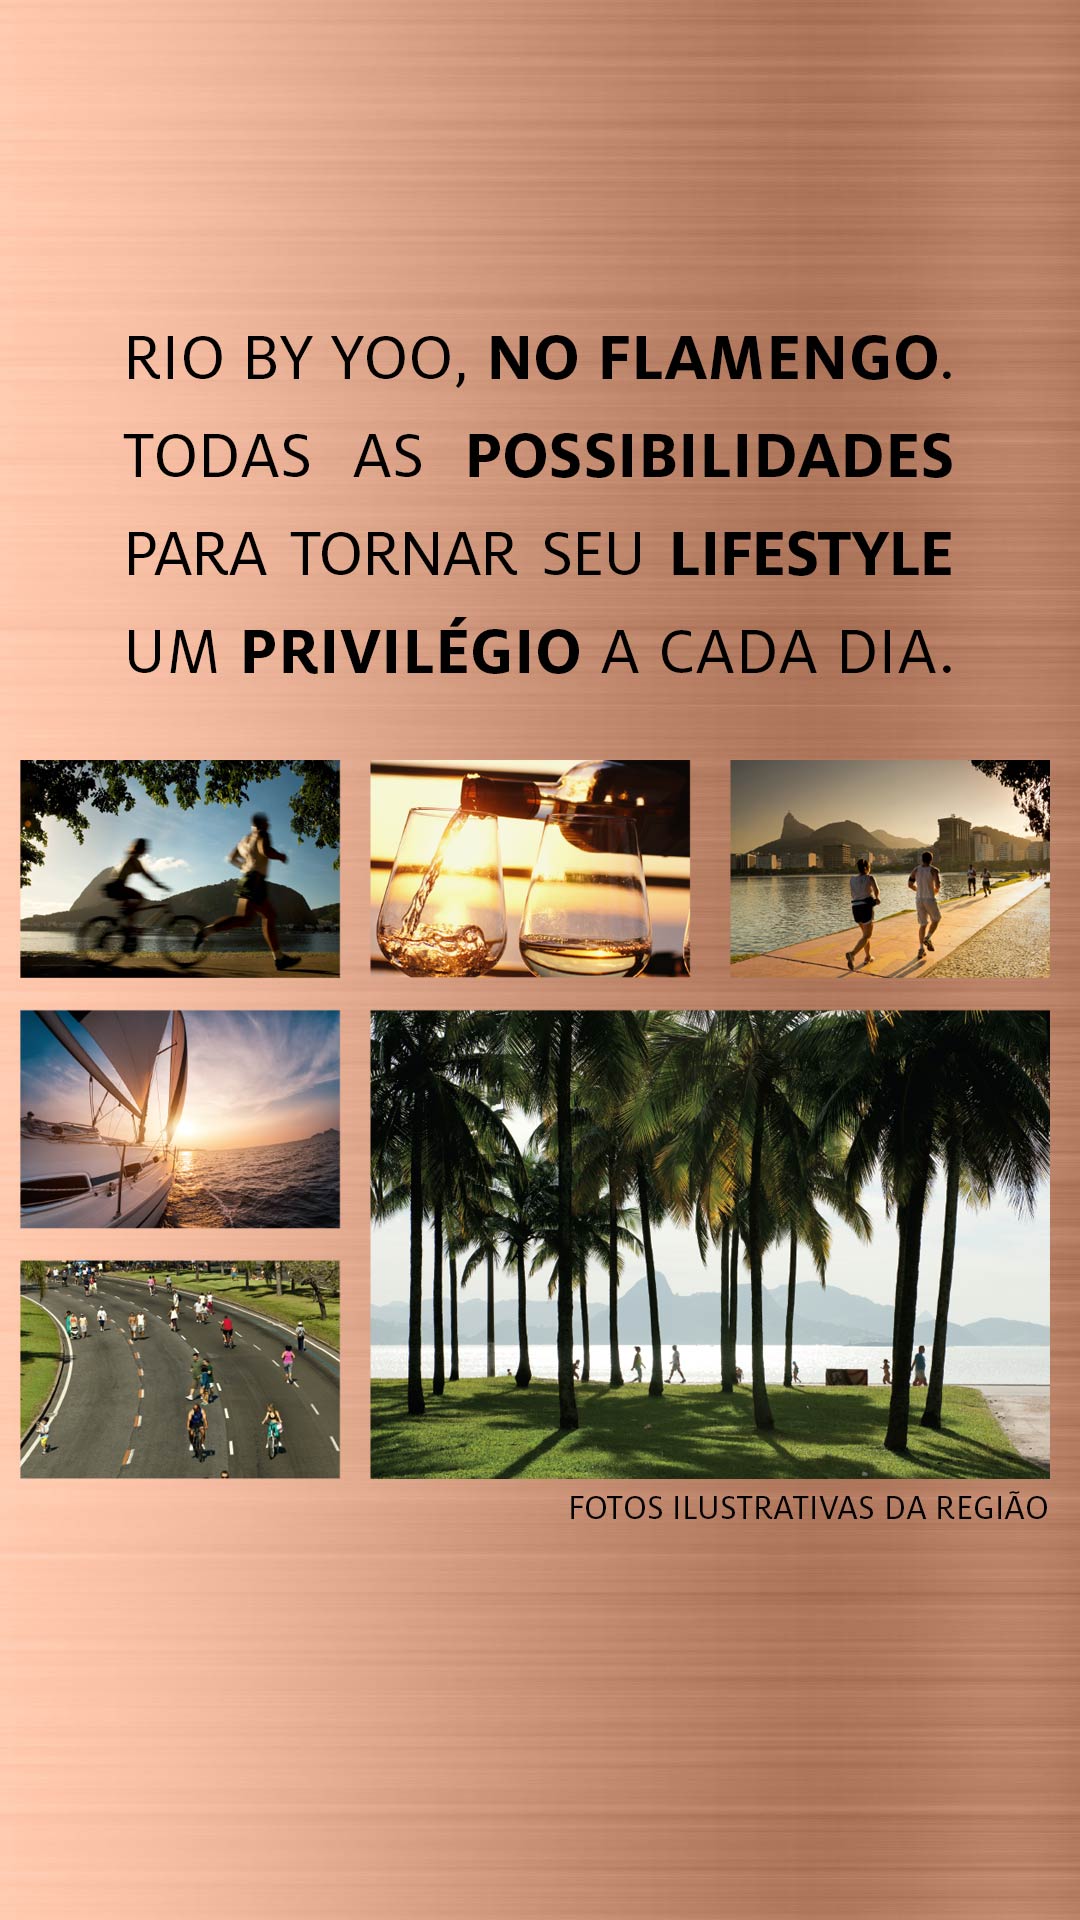 RIO BY YOO, NO FLAMENGO.
TODAS AS POSSIBILIDADES
PARA TORNAR SEU LIFESTYLE
UM PRIVILÉGIO A CADA DIA.
FOTOS ILUSTRATIVAS DA REGIÃO